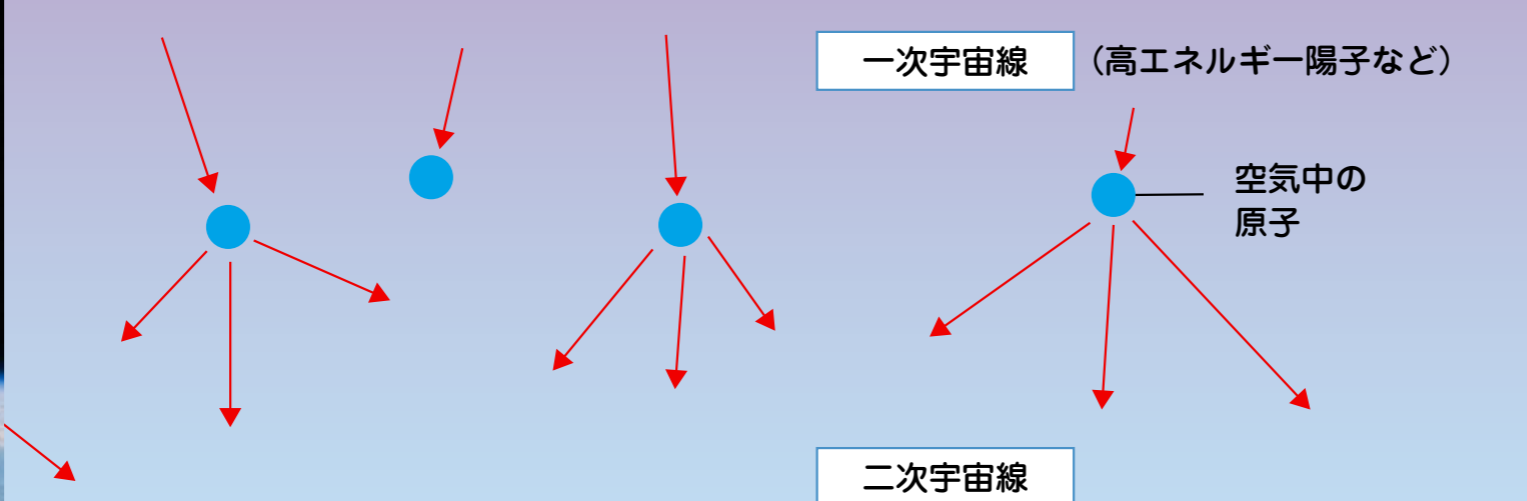 一次宇宙線 （高エネルギー陽子など）
空気中の
原子
二次宇宙線